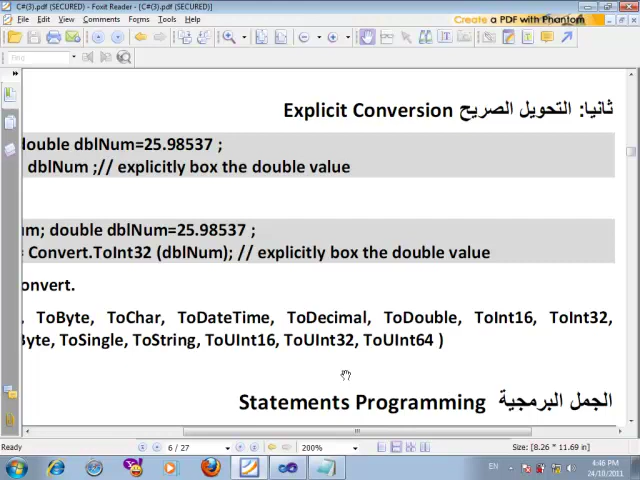 C#(3).pdf (SECURED) - Foxit Reader - [C#(3).pdf (SECURED)]
File Edit View Comments Forms Tools Help
Create a PDF with Phantom
Find
ثانيا: التحويل الصريح Explicit Conversion
double dblNum=25.98537 ;
dblNum ;// explicitly box the double value
um; double dblNum=25.98537 ;
= Convert.ToInt32 (dblNum); // explicitly box the double value
onvert.
, ToByte, ToChar, ToDateTime, ToDecimal, ToDouble, ToInt16, ToInt32,
Byte, ToSingle, ToString, ToUInt16, ToUInt32, ToUInt64 )
الجمل البرمجية Statements Programming
Ready 6 / 27 200% Size: [8.26 * 11.69 in]
EN 4:46 PM
24/10/2011